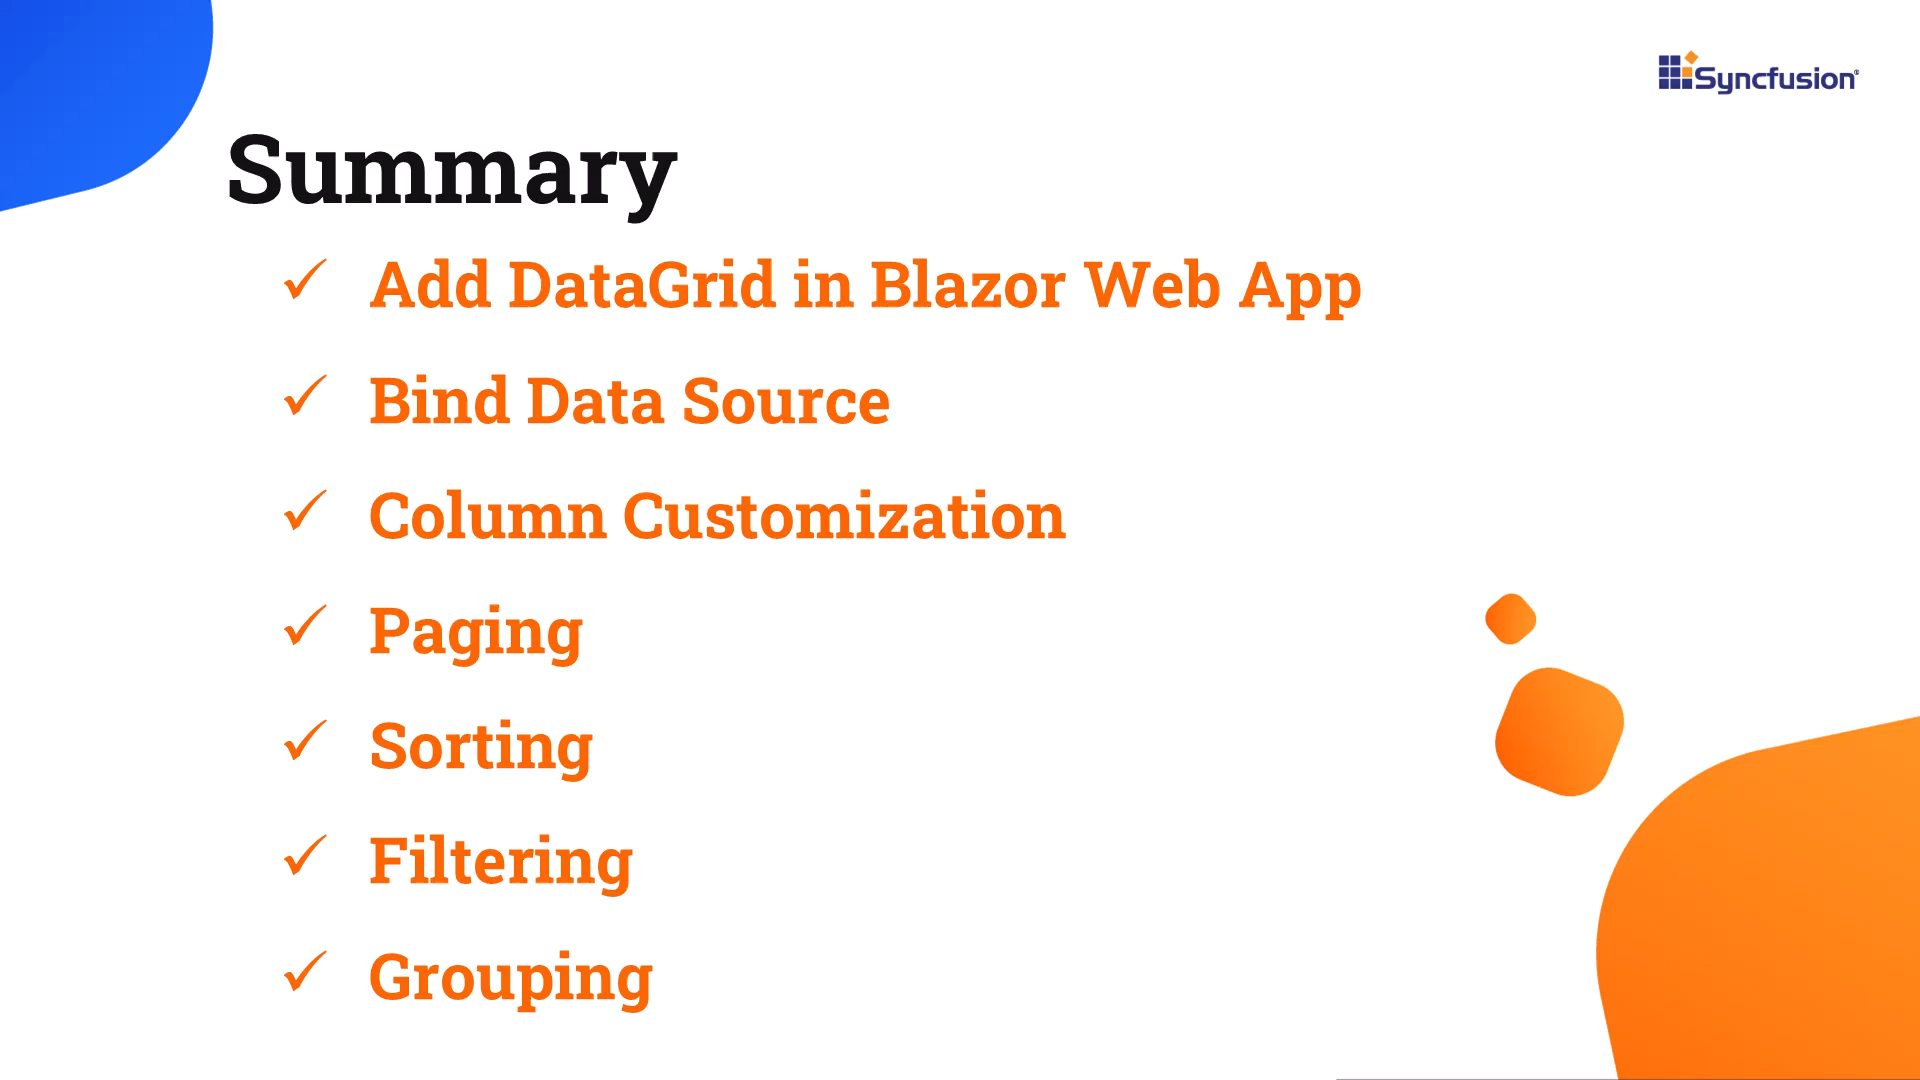 Syncfusion®
Summary
✓ Add DataGrid in Blazor Web App
✓ Bind Data Source
✓ Column Customization
✓ Paging
✓ Sorting
✓ Filtering
✓ Grouping